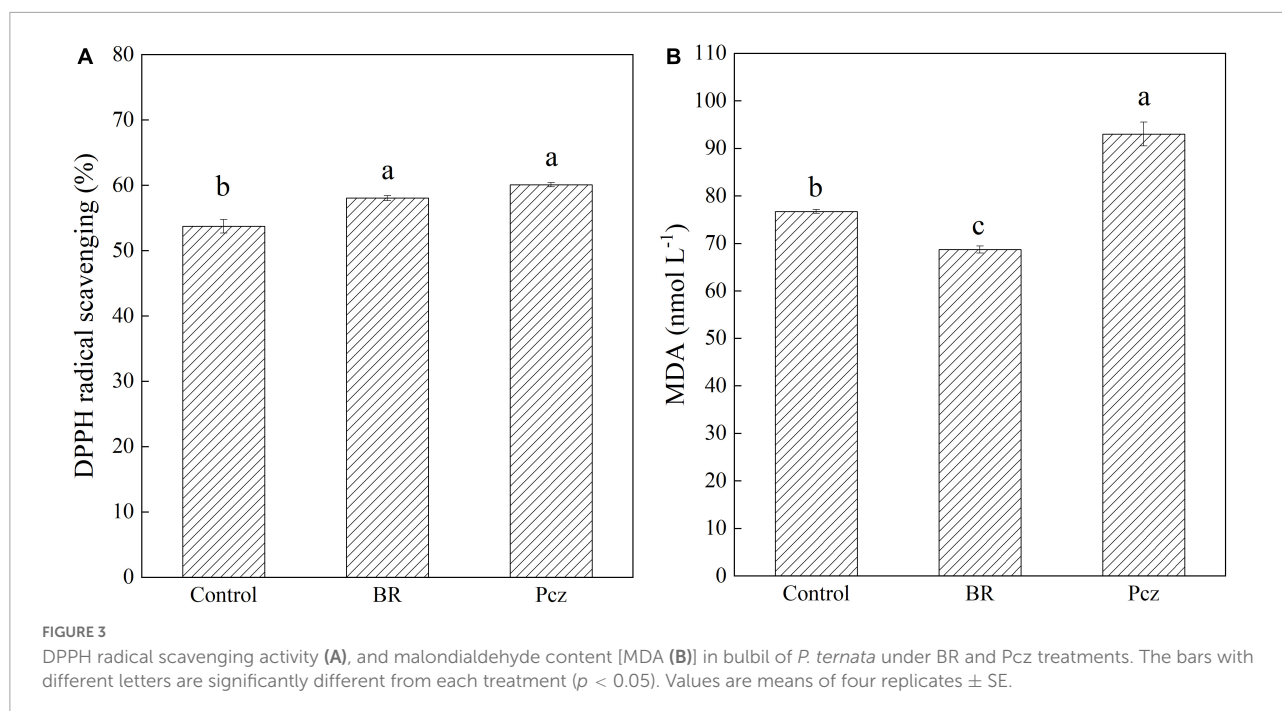 A
80
70
60
50
40
30
20
10
0
DPPH radical scavenging (%)
b
a
a
Control BR Pcz
B
110
100
90
80
70
60
50
40
30
20
10
0
MDA (nmol L⁻¹)
b
c
a
Control BR Pcz
FIGURE 3
DPPH radical scavenging activity (A), and malondialdehyde content [MDA (B)] in bulbil of P. ternata under BR and Pcz treatments. The bars with
different letters are significantly different from each treatment (p < 0.05). Values are means of four replicates ± SE.